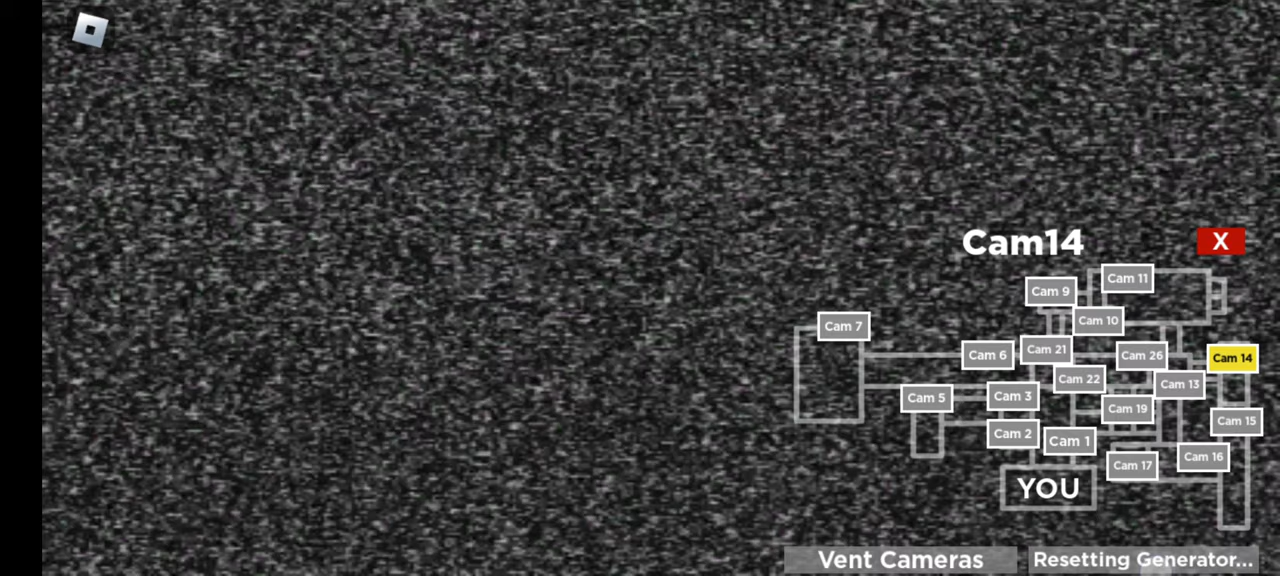 Cam14
X
Cam 11
Cam 9
Cam 10
Cam 7
Cam 21
Cam 6
Cam 26
Cam 14
Cam 22
Cam 13
Cam 5
Cam 3
Cam 19
Cam 15
Cam 2
Cam 1
Cam 16
Cam 17
YOU
Vent Cameras
Resetting Generator...